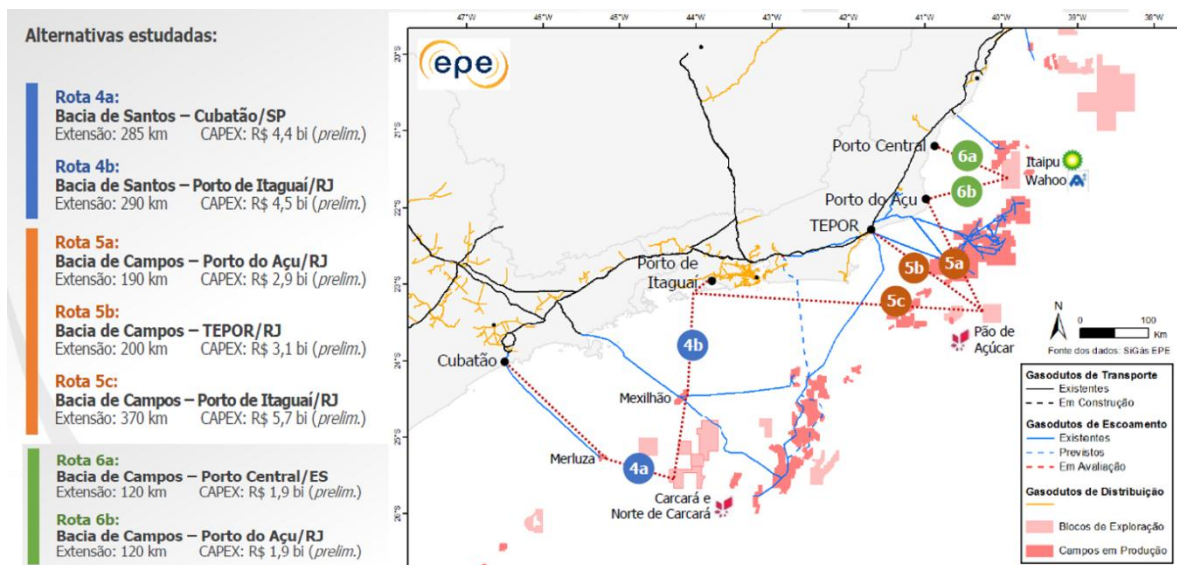 Alternativas estudadas:
Rota 4a:
Bacia de Santos – Cubatão/SP
Extensão: 285 km CAPEX: R$ 4,4 bi (prelim.)
Rota 4b:
Bacia de Santos – Porto de Itaguaí/RJ
Extensão: 290 km CAPEX: R$ 4,5 bi (prelim.)
Rota 5a:
Bacia de Campos – Porto do Açu/RJ
Extensão: 190 km CAPEX: R$ 2,9 bi (prelim.)
Rota 5b:
Bacia de Campos – TEPOR/RJ
Extensão: 200 km CAPEX: R$ 3,1 bi (prelim.)
Rota 5c:
Bacia de Campos – Porto de Itaguaí/RJ
Extensão: 370 km CAPEX: R$ 5,7 bi (prelim.)
Rota 6a:
Bacia de Campos – Porto Central/ES
Extensão: 120 km CAPEX: R$ 1,9 bi (prelim.)
Rota 6b:
Bacia de Campos – Porto do Açu/RJ
Extensão: 120 km CAPEX: R$ 1,9 bi (prelim.)
47°W 46°W 45°W 44°W 43°W 42°W 41°W 40°W 39°W 38°W
20°S
21°S
22°S
23°S
24°S
25°S
26°S
epe
Porto Central
6a
Itaipu
Wahoo
6b
Porto do Açu
TEPOR
Porto de
Itaguaí
5b
5a
5c
Pão de
Açúcar
4b
Cubatão
Mexilhão
Merluza
4a
Carcará e
Norte de Carcará
N
0 100
Km
Fonte dos dados: SiGás EPE
Gasodutos de Transporte
Existentes
Em Construção
Gasodutos de Escoamento
Existentes
Previstos
Em Avaliação
Gasodutos de Distribuição
Blocos de Exploração
Campos em Produção